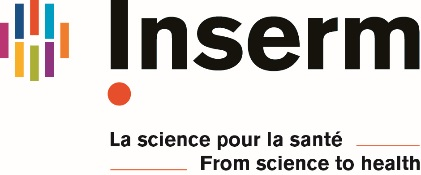 Inserm
La science pour la santé
From science to health